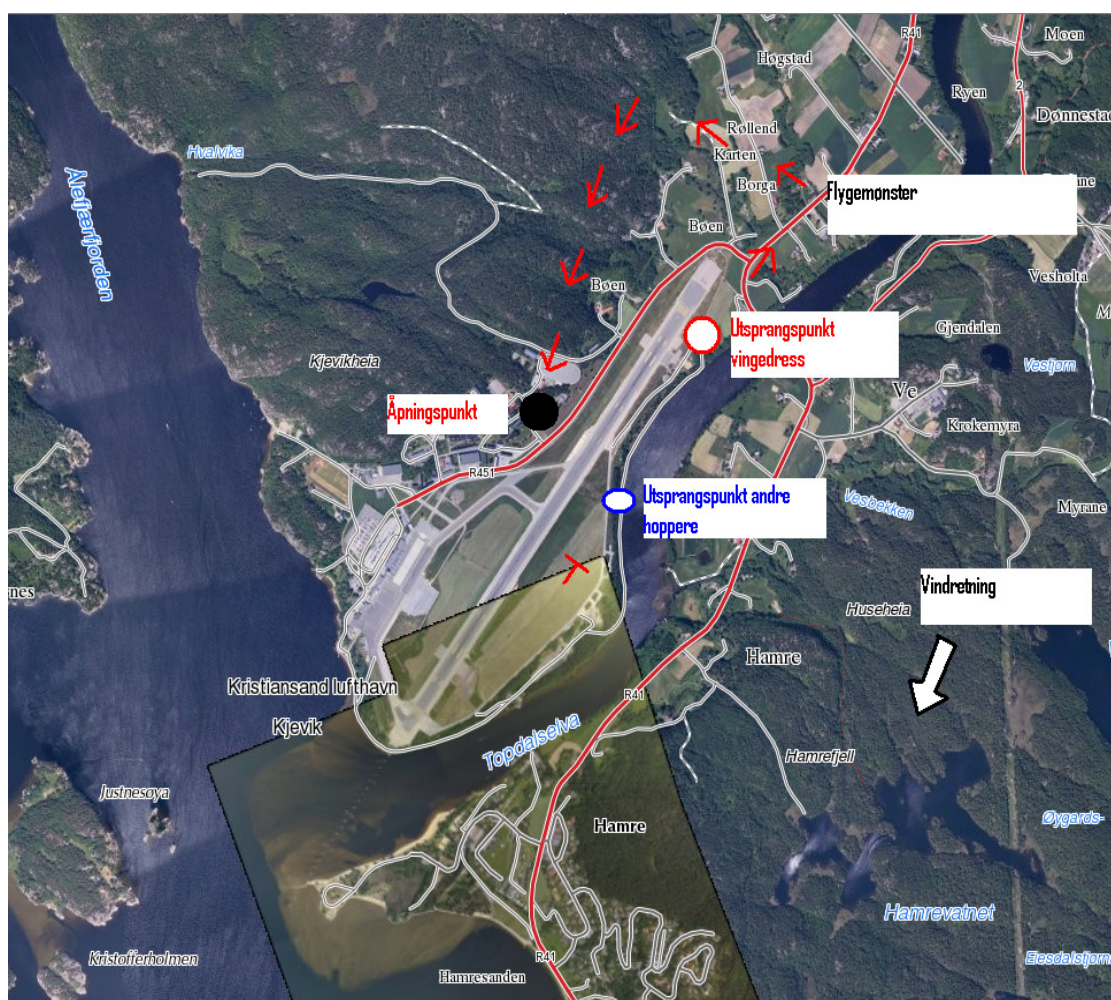 R41
Moen
Høgstad
Ryen
2
Dønnestad
Røllend
Hvalvika
Karten
Ålefjærfjorden
Borga
Flygemønster
Bøen
Vesholta
Bøen
Utsprangspunkt
vingedress
Gjendalen
Kjevikheia
Vestjorn
Ve
Åpningspunkt
Krokemyra
R451
Utsprangspunkt andre
hoppere
Vesbekken
Myrane
Vindretning
nes
Huseheia
Hamre
Kristiansand lufthavn
R41
Kjevik
Topdalselva
Hamrefjell
Justnesøya
Øygards-
Hamre
Hamrevatnet
Kristofferholmen
R41
Eiesdalstjørn
Hamresanden